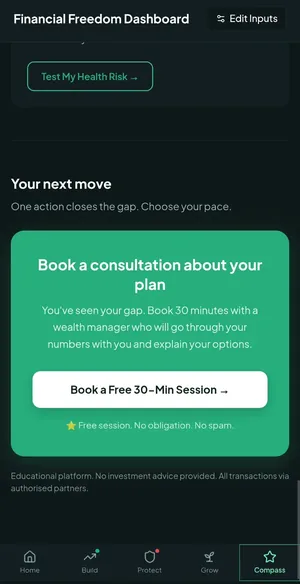 Financial Freedom Dashboard
Edit Inputs
Test My Health Risk →
Your next move
One action closes the gap. Choose your pace.
Book a consultation about your
plan
You've seen your gap. Book 30 minutes with a
wealth manager who will go through your
numbers with you and explain your options.
Book a Free 30-Min Session →
⭐ Free session. No obligation. No spam.
Educational platform. No investment advice provided. All transactions via
authorised partners.
Home
Build
Protect
Grow
Compass